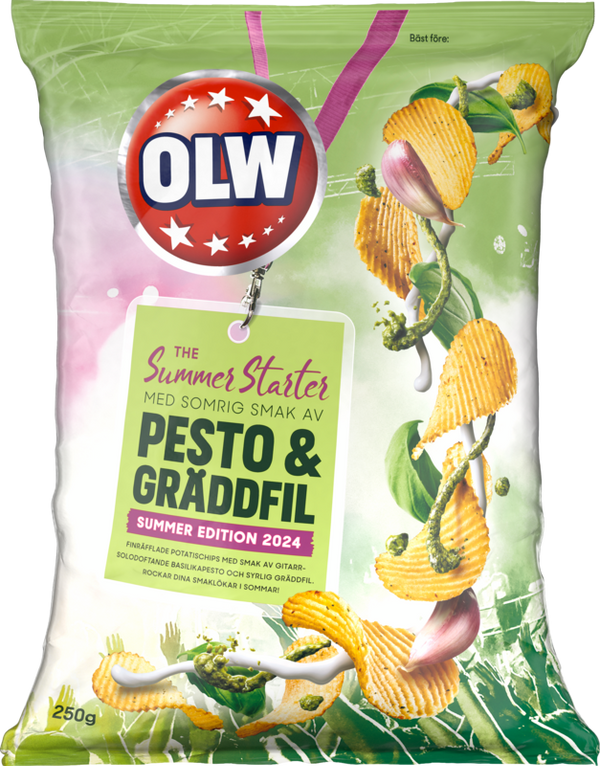 Bäst före:
OLW
THE
Summer Starter
MED SOMRIG SMAK AV
PESTO &
GRÄDDFIL
SUMMER EDITION 2024
FINRÄFFLADE POTATISCHIPS MED SMAK AV GITARR-
SOLODOFTANDE BASILIKAPESTO OCH SYRLIG GRÄDDFIL.
ROCKAR DINA SMAKLÖKAR I SOMMAR!
250g